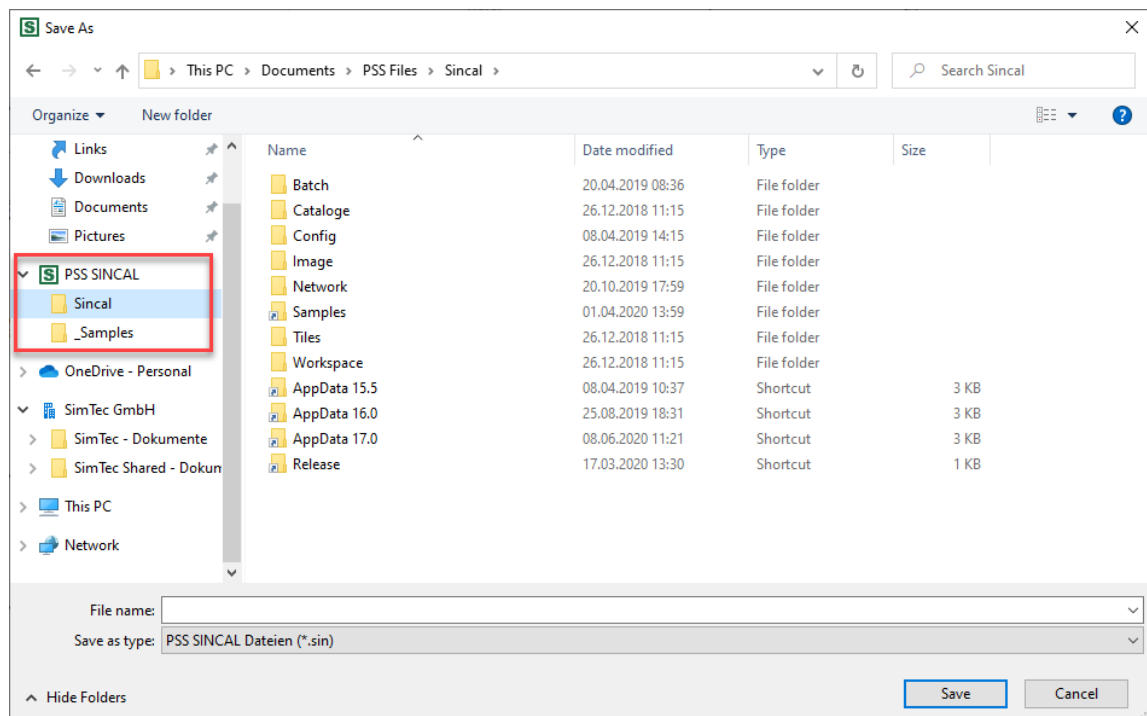 S Save As
This PC > Documents > PSS Files > Sincal >
Search Sincal
Organize
New folder
?
Links
Downloads
Documents
Pictures
S PSS SINCAL
Sincal
_Samples
OneDrive - Personal
SimTec GmbH
SimTec - Dokumente
SimTec Shared - Dokum
This PC
Network
Name Date modified Type Size
Batch 20.04.2019 08:36 File folder
Cataloge 26.12.2018 11:15 File folder
Config 08.04.2019 14:15 File folder
Image 26.12.2018 11:15 File folder
Network 20.10.2019 17:59 File folder
Samples 01.04.2020 13:59 File folder
Tiles 26.12.2018 11:15 File folder
Workspace 26.12.2018 11:15 File folder
AppData 15.5 08.04.2019 10:37 Shortcut 3 KB
AppData 16.0 25.08.2019 18:31 Shortcut 3 KB
AppData 17.0 08.06.2020 11:21 Shortcut 3 KB
Release 17.03.2020 13:30 Shortcut 1 KB
File name:
Save as type: PSS SINCAL Dateien (*.sin)
Hide Folders
Save
Cancel